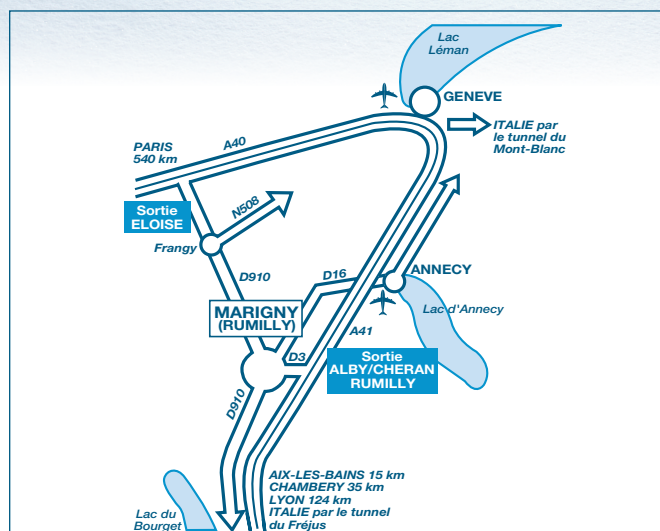 Lac
Léman
GENEVE
ITALIE par
le tunnel du
Mont-Blanc
PARIS
540 km
A40
Sortie
ELOISE
N508
Frangy
D910
D16
ANNECY
Lac d'Annecy
MARIGNY
(RUMILLY)
A41
D3
Sortie
ALBY/CHERAN
RUMILLY
D910
AIX-LES-BAINS 15 km
CHAMBERY 35 km
LYON 124 km
ITALIE par le tunnel
du Fréjus
Lac du
Bourget